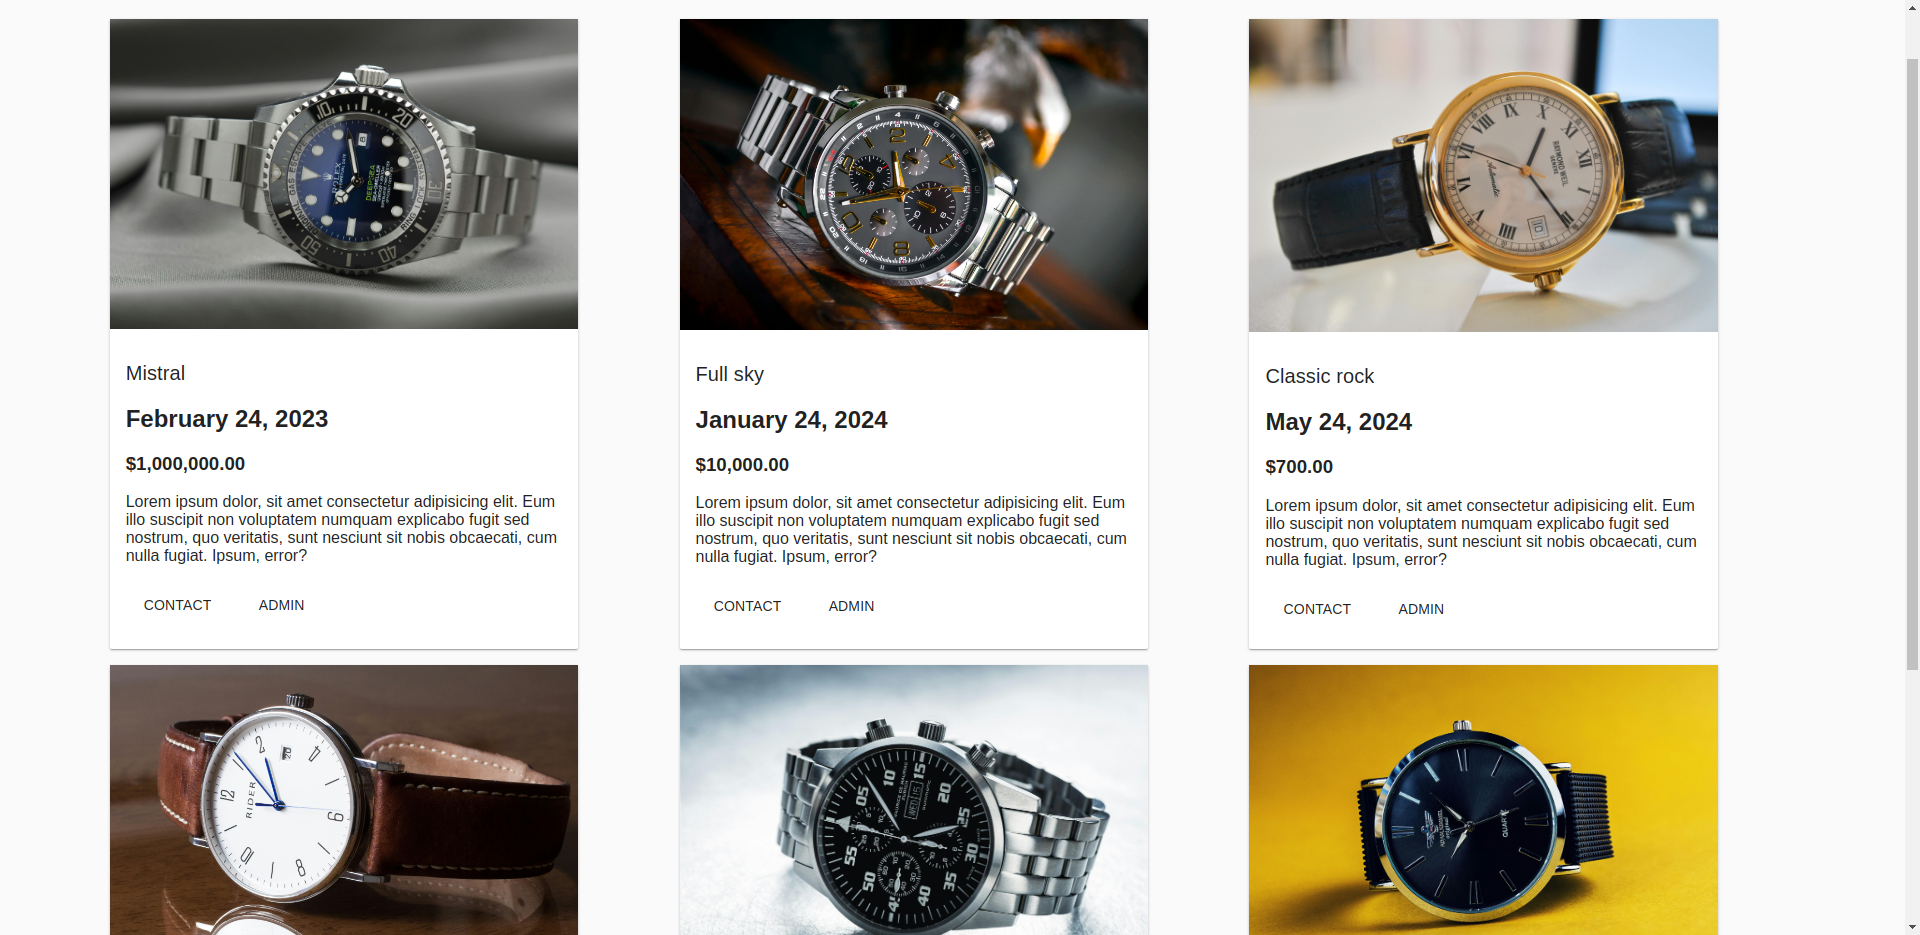 Mistral
February 24, 2023
$1,000,000.00
Lorem ipsum dolor, sit amet consectetur adipisicing elit. Eum
illo suscipit non voluptatem numquam explicabo fugit sed
nostrum, quo veritatis, sunt nesciunt sit nobis obcaecati, cum
nulla fugiat. Ipsum, error?
CONTACT ADMIN
Full sky
January 24, 2024
$10,000.00
Lorem ipsum dolor, sit amet consectetur adipisicing elit. Eum
illo suscipit non voluptatem numquam explicabo fugit sed
nostrum, quo veritatis, sunt nesciunt sit nobis obcaecati, cum
nulla fugiat. Ipsum, error?
CONTACT ADMIN
RAYMOND WEIL
GENEVE
Automatic
Classic rock
May 24, 2024
$700.00
Lorem ipsum dolor, sit amet consectetur adipisicing elit. Eum
illo suscipit non voluptatem numquam explicabo fugit sed
nostrum, quo veritatis, sunt nesciunt sit nobis obcaecati, cum
nulla fugiat. Ipsum, error?
CONTACT ADMIN
RIDER
QUARTZ